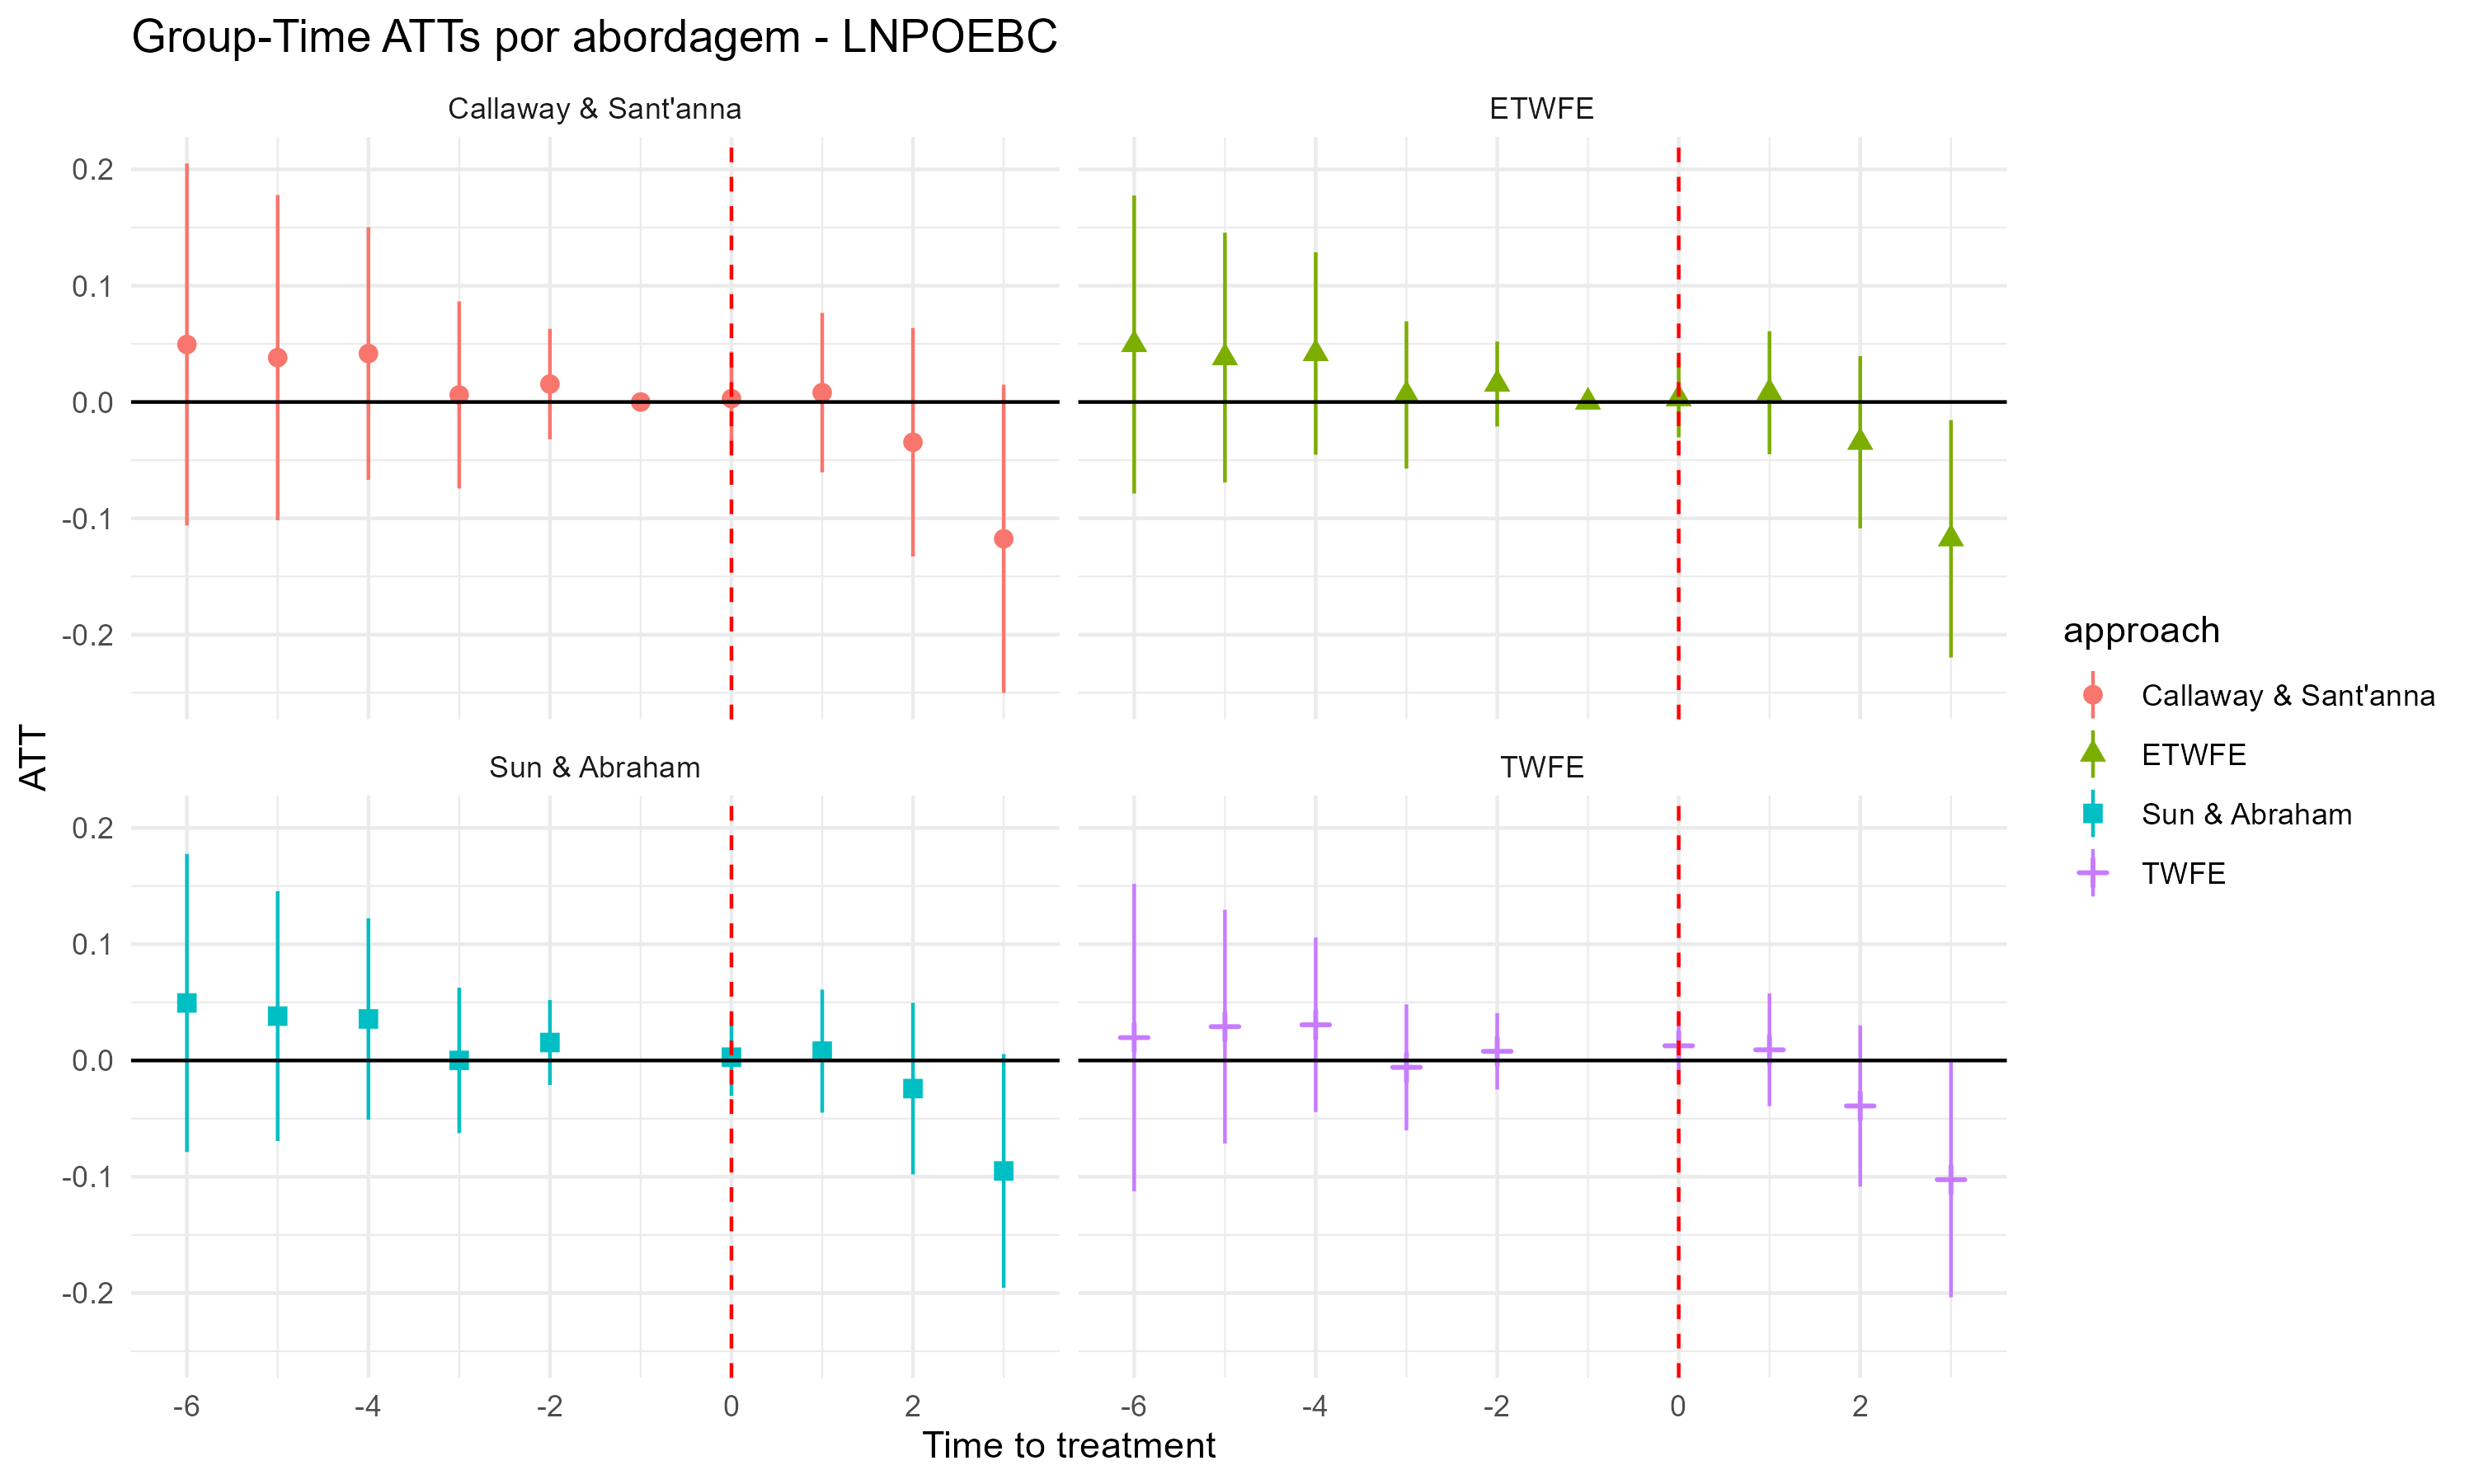 Group-Time ATTs por abordagem - LNPOEBC
Callaway & Sant'anna
ETWFE
0.2
0.1
0.0
-0.1
-0.2
Sun & Abraham
TWFE
0.2
0.1
0.0
-0.1
-0.2
-6 -4 -2 0 2
-6 -4 -2 0 2
Time to treatment
ATT
approach
Callaway & Sant'anna
ETWFE
Sun & Abraham
TWFE